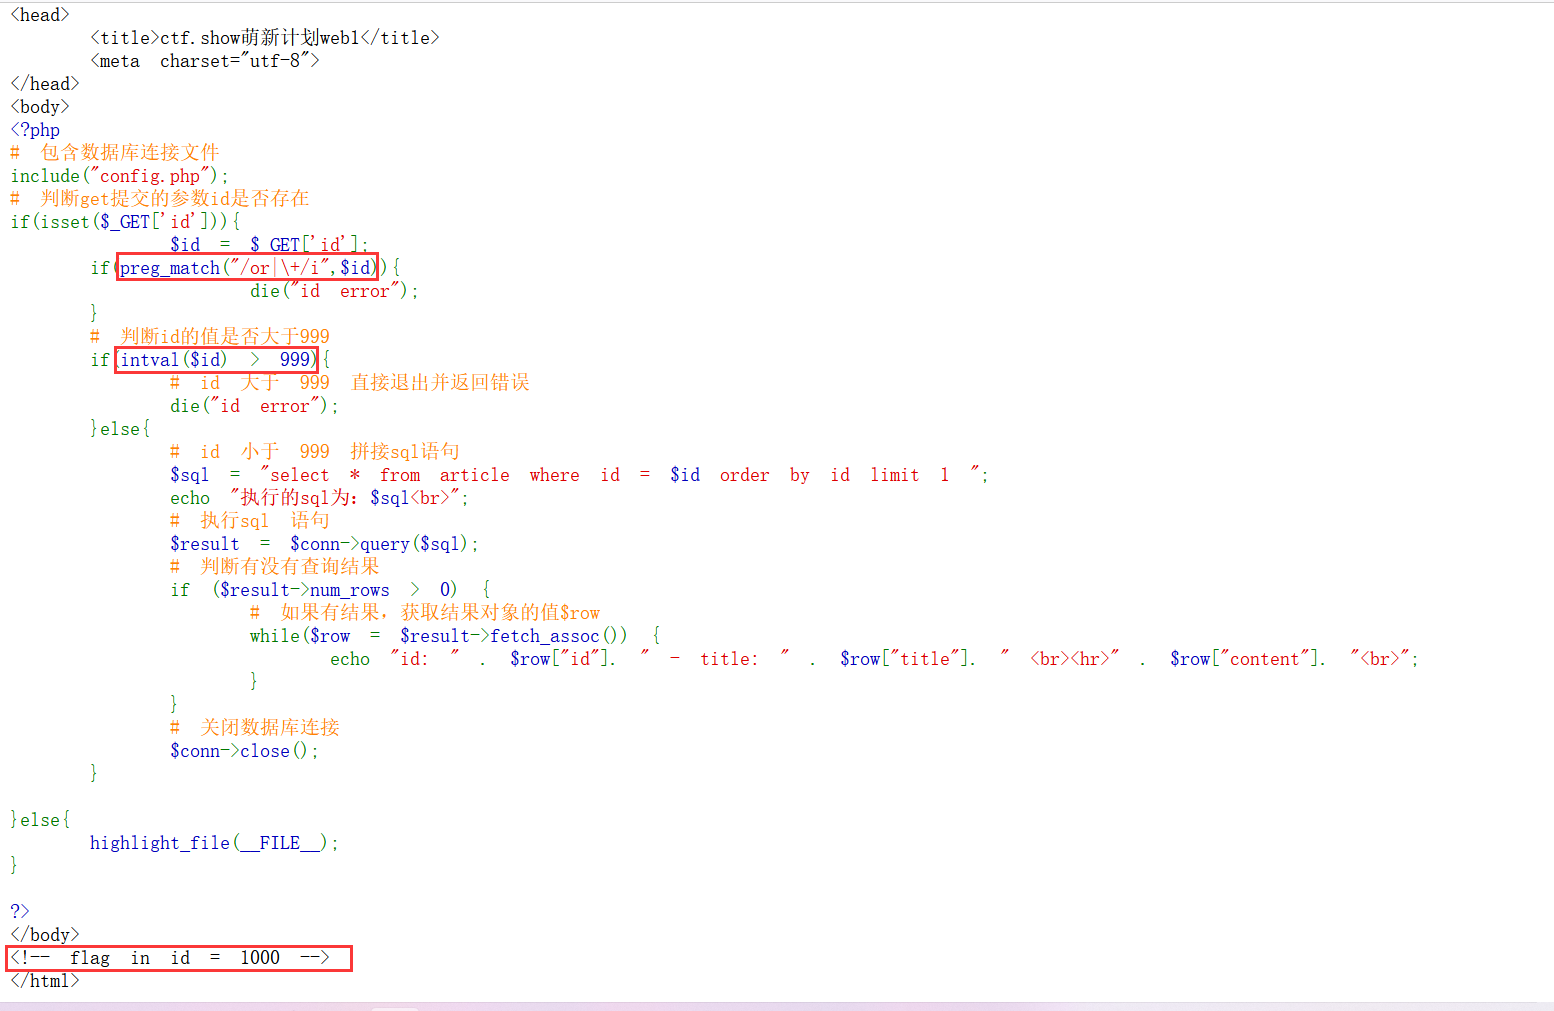 <head>
<title>ctf.show萌新计划web1</title>
<meta charset="utf-8">
</head>
<body>
<?php
# 包含数据库连接文件
include("config.php");
# 判断get提交的参数id是否存在
if(isset($_GET['id'])){
$id = $_GET['id'];
if(preg_match("/or|\+/i",$id)){
die("id error");
}
# 判断id的值是否大于999
if(intval($id) > 999){
# id 大于 999 直接退出并返回错误
die("id error");
}else{
# id 小于 999 拼接sql语句
$sql = "select * from article where id = $id order by id limit 1 ";
echo "执行的sql为：$sql<br>";
# 执行sql 语句
$result = $conn->query($sql);
# 判断有没有查询结果
if ($result->num_rows > 0) {
# 如果有结果，获取结果对象的值$row
while($row = $result->fetch_assoc()) {
echo "id: " . $row["id"]. " - title: " . $row["title"]. " <br><hr>" . $row["content"]. "<br>";
}
}
# 关闭数据库连接
$conn->close();
}
}else{
highlight_file(__FILE__);
}
?>
</body>
<!-- flag in id = 1000 -->
</html>